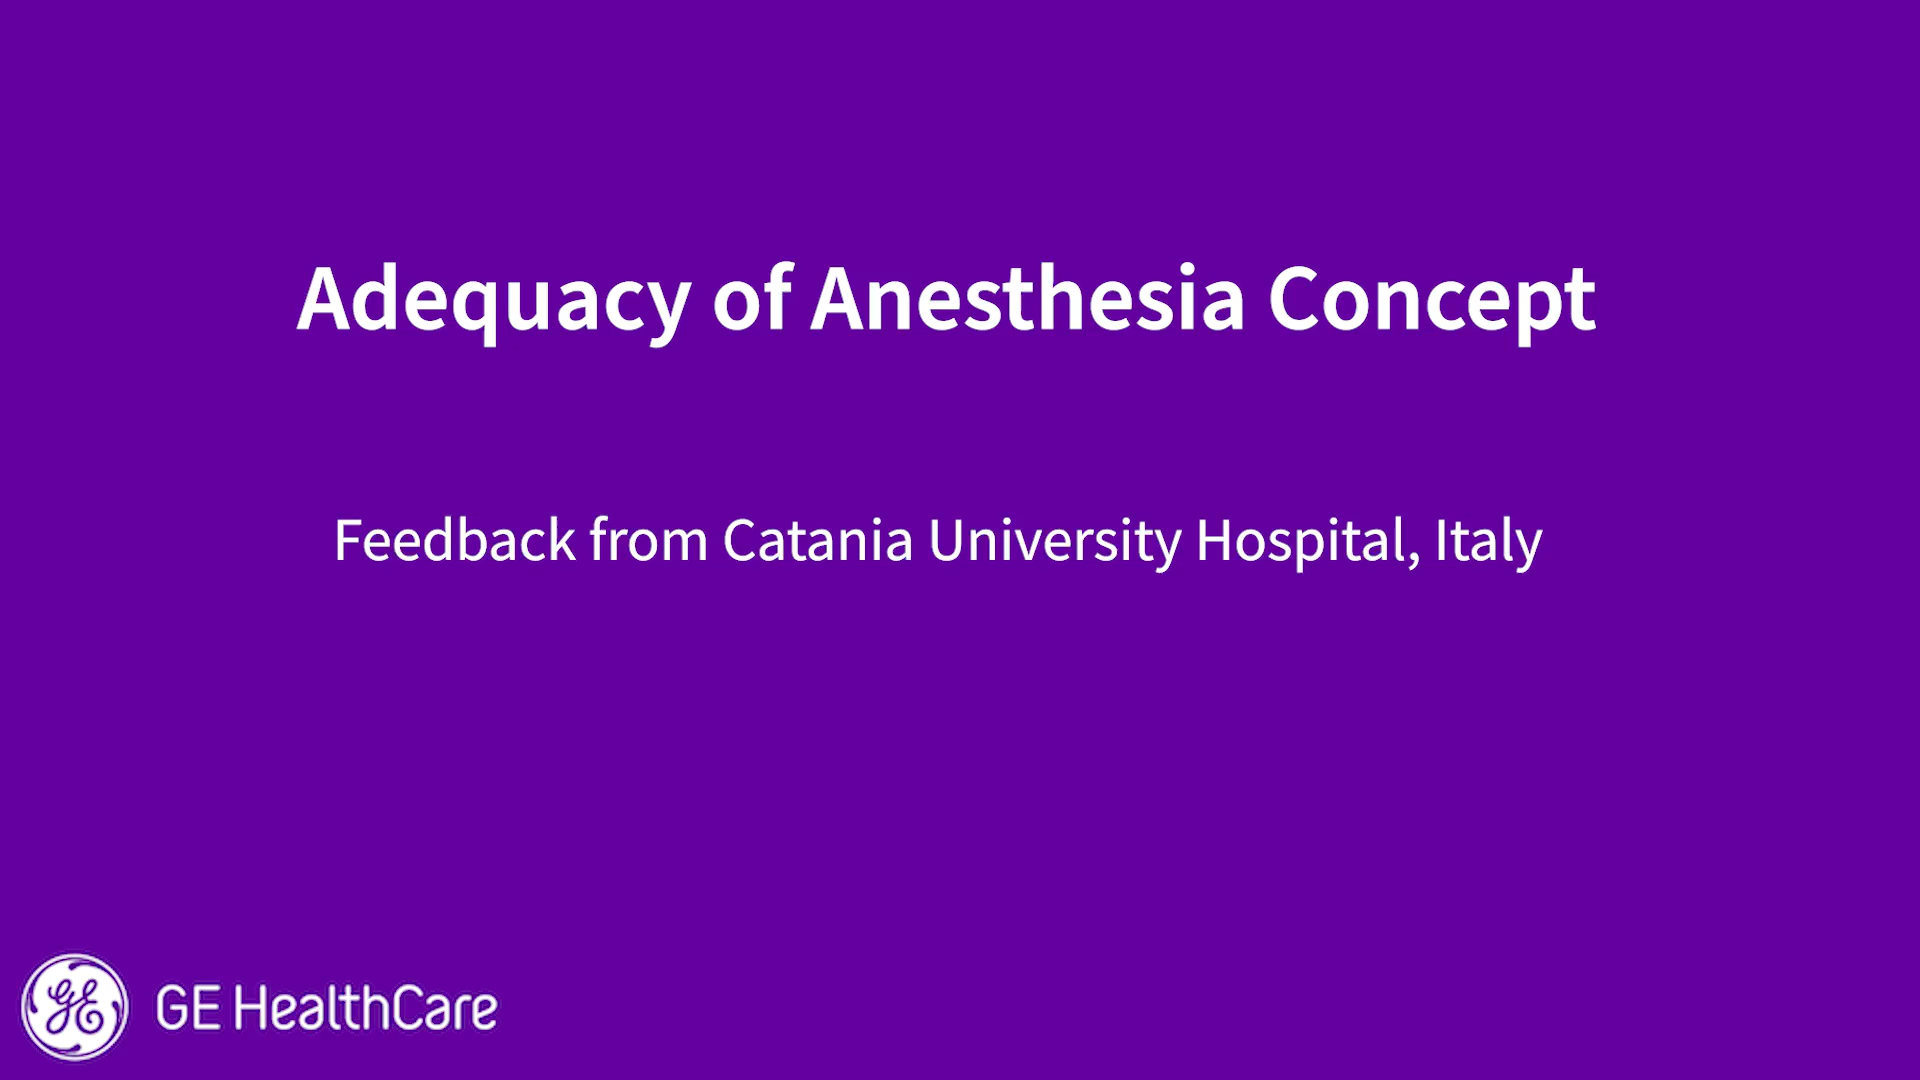 Adequacy of Anesthesia Concept
Feedback from Catania University Hospital, Italy
GE HealthCare